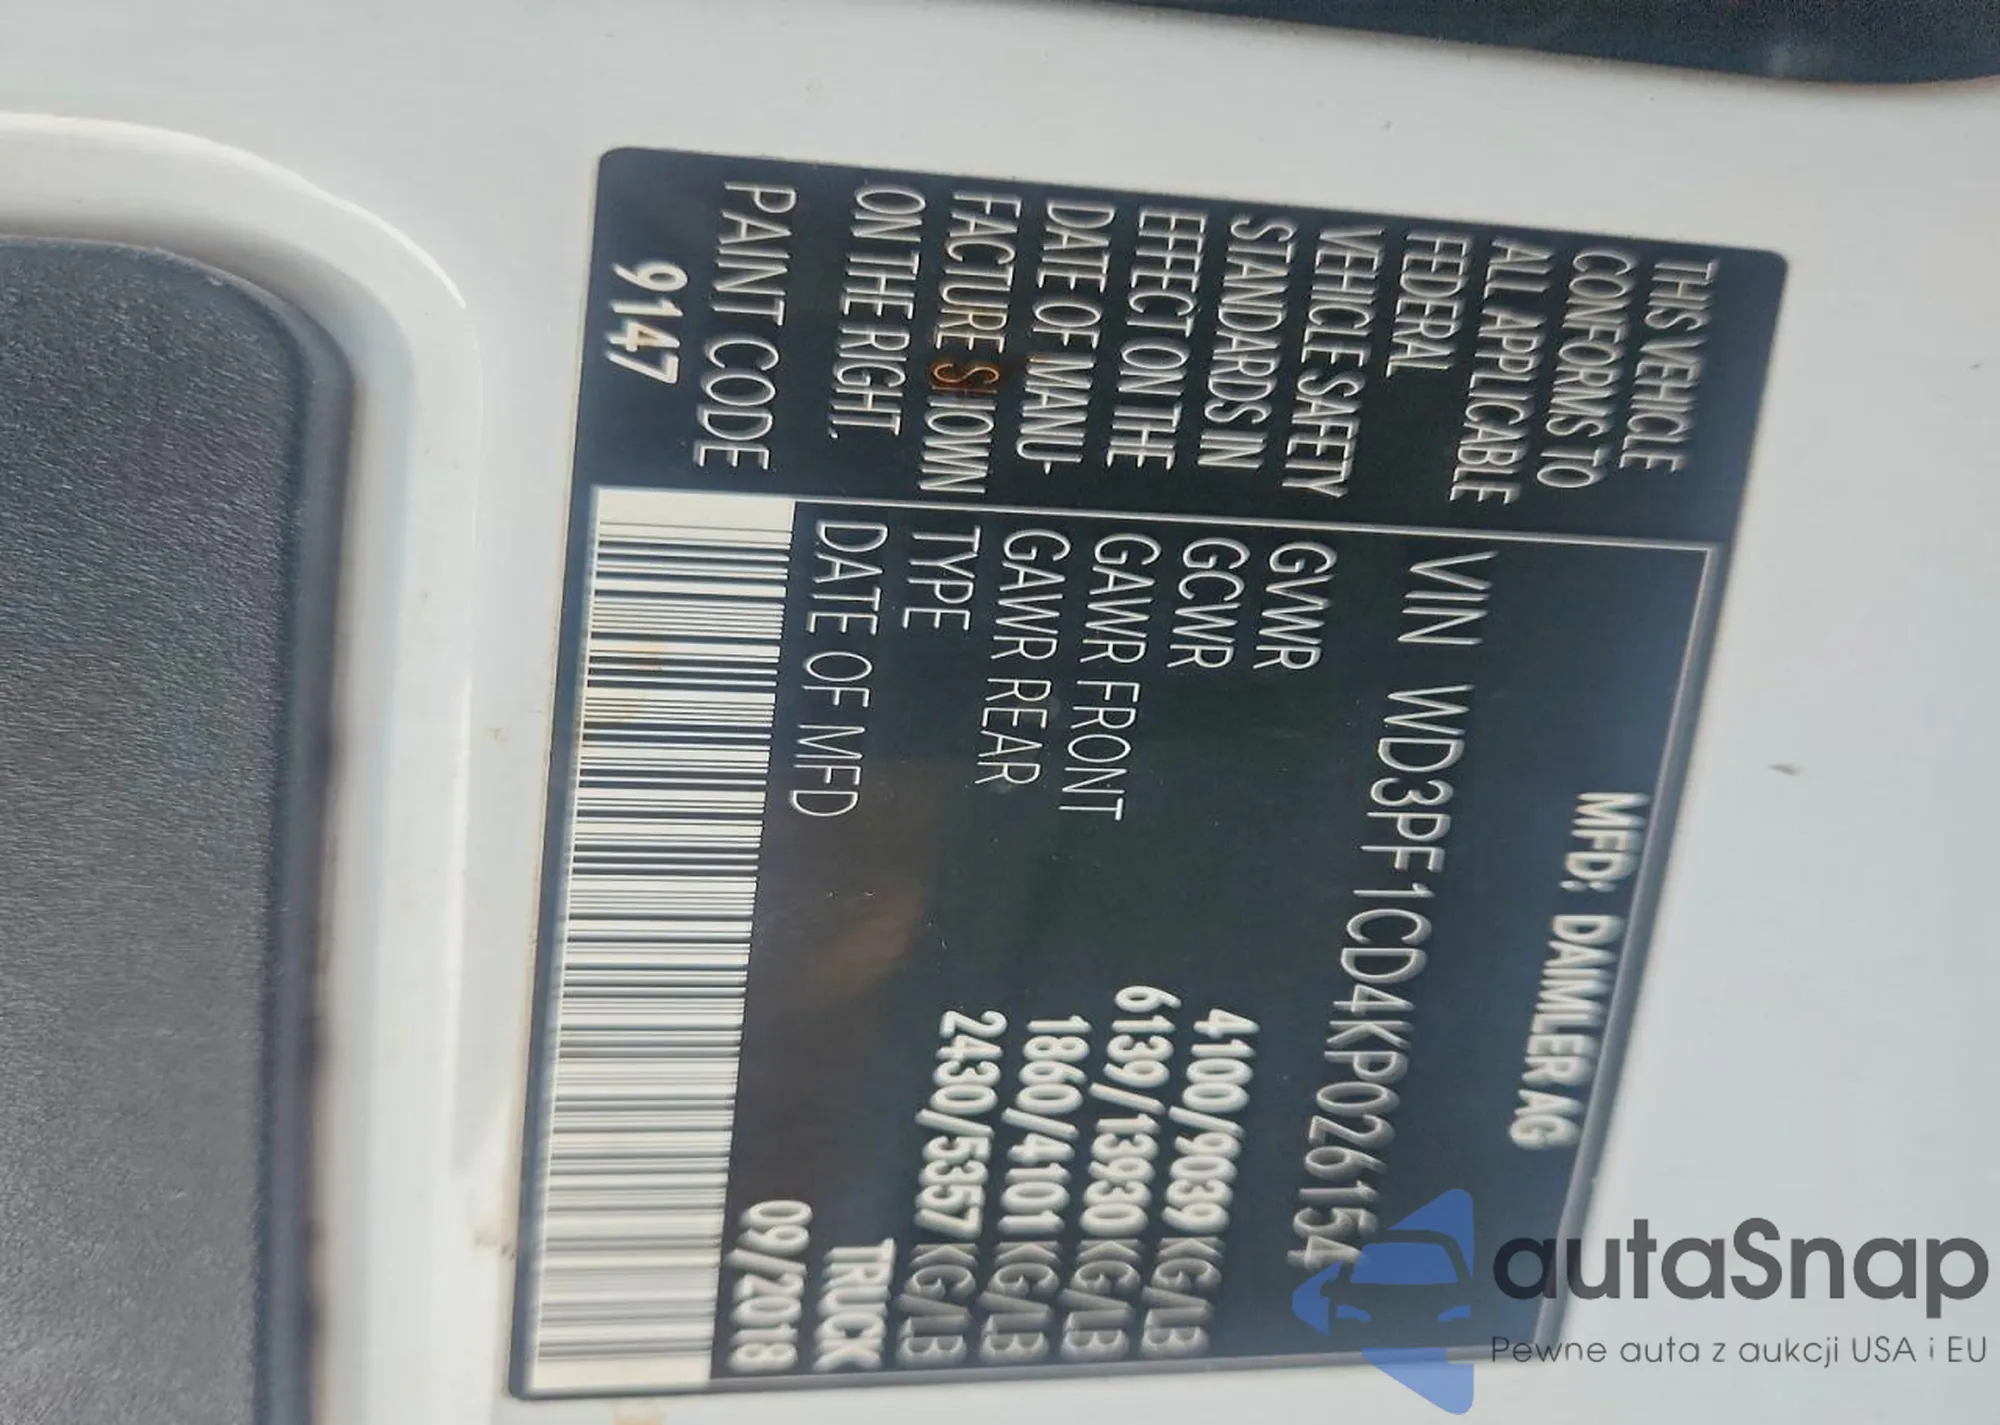 THIS VEHICLE
CONFORMS TO
ALL APPLICABLE
FEDERAL
VEHICLE SAFETY
STANDARDS IN
EFFECT ON THE
DATE OF MANU-
FACTURE SHOWN
ON THE RIGHT.
PAINT CODE
9147
MFD: DAIMLER AG
VIN WD3PF1CD4KP026154
GVWR 4100/9039 KG/LB
GCWR 6139/13930 KG/LB
GAWR FRONT 1860/4101 KG/LB
GAWR REAR 2430/5357 KG/LB
TYPE TRUCK
DATE OF MFD 09/2018
autaSnap
Pewne auta z aukcji USA i EU